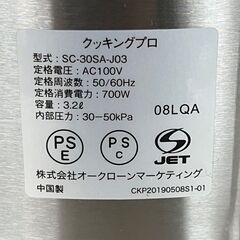 クッキングプロ
型式：SC-30SA-J03
定格電圧：AC100V
定格周波数：50/60Hz
定格消費電力：700W
容量：3.2ℓ
内部圧力：30–50kPa
08LQA
PS
E
PS
C
S
JET
株式会社オークローンマーケティング
中国製
CKP20190508S1-01